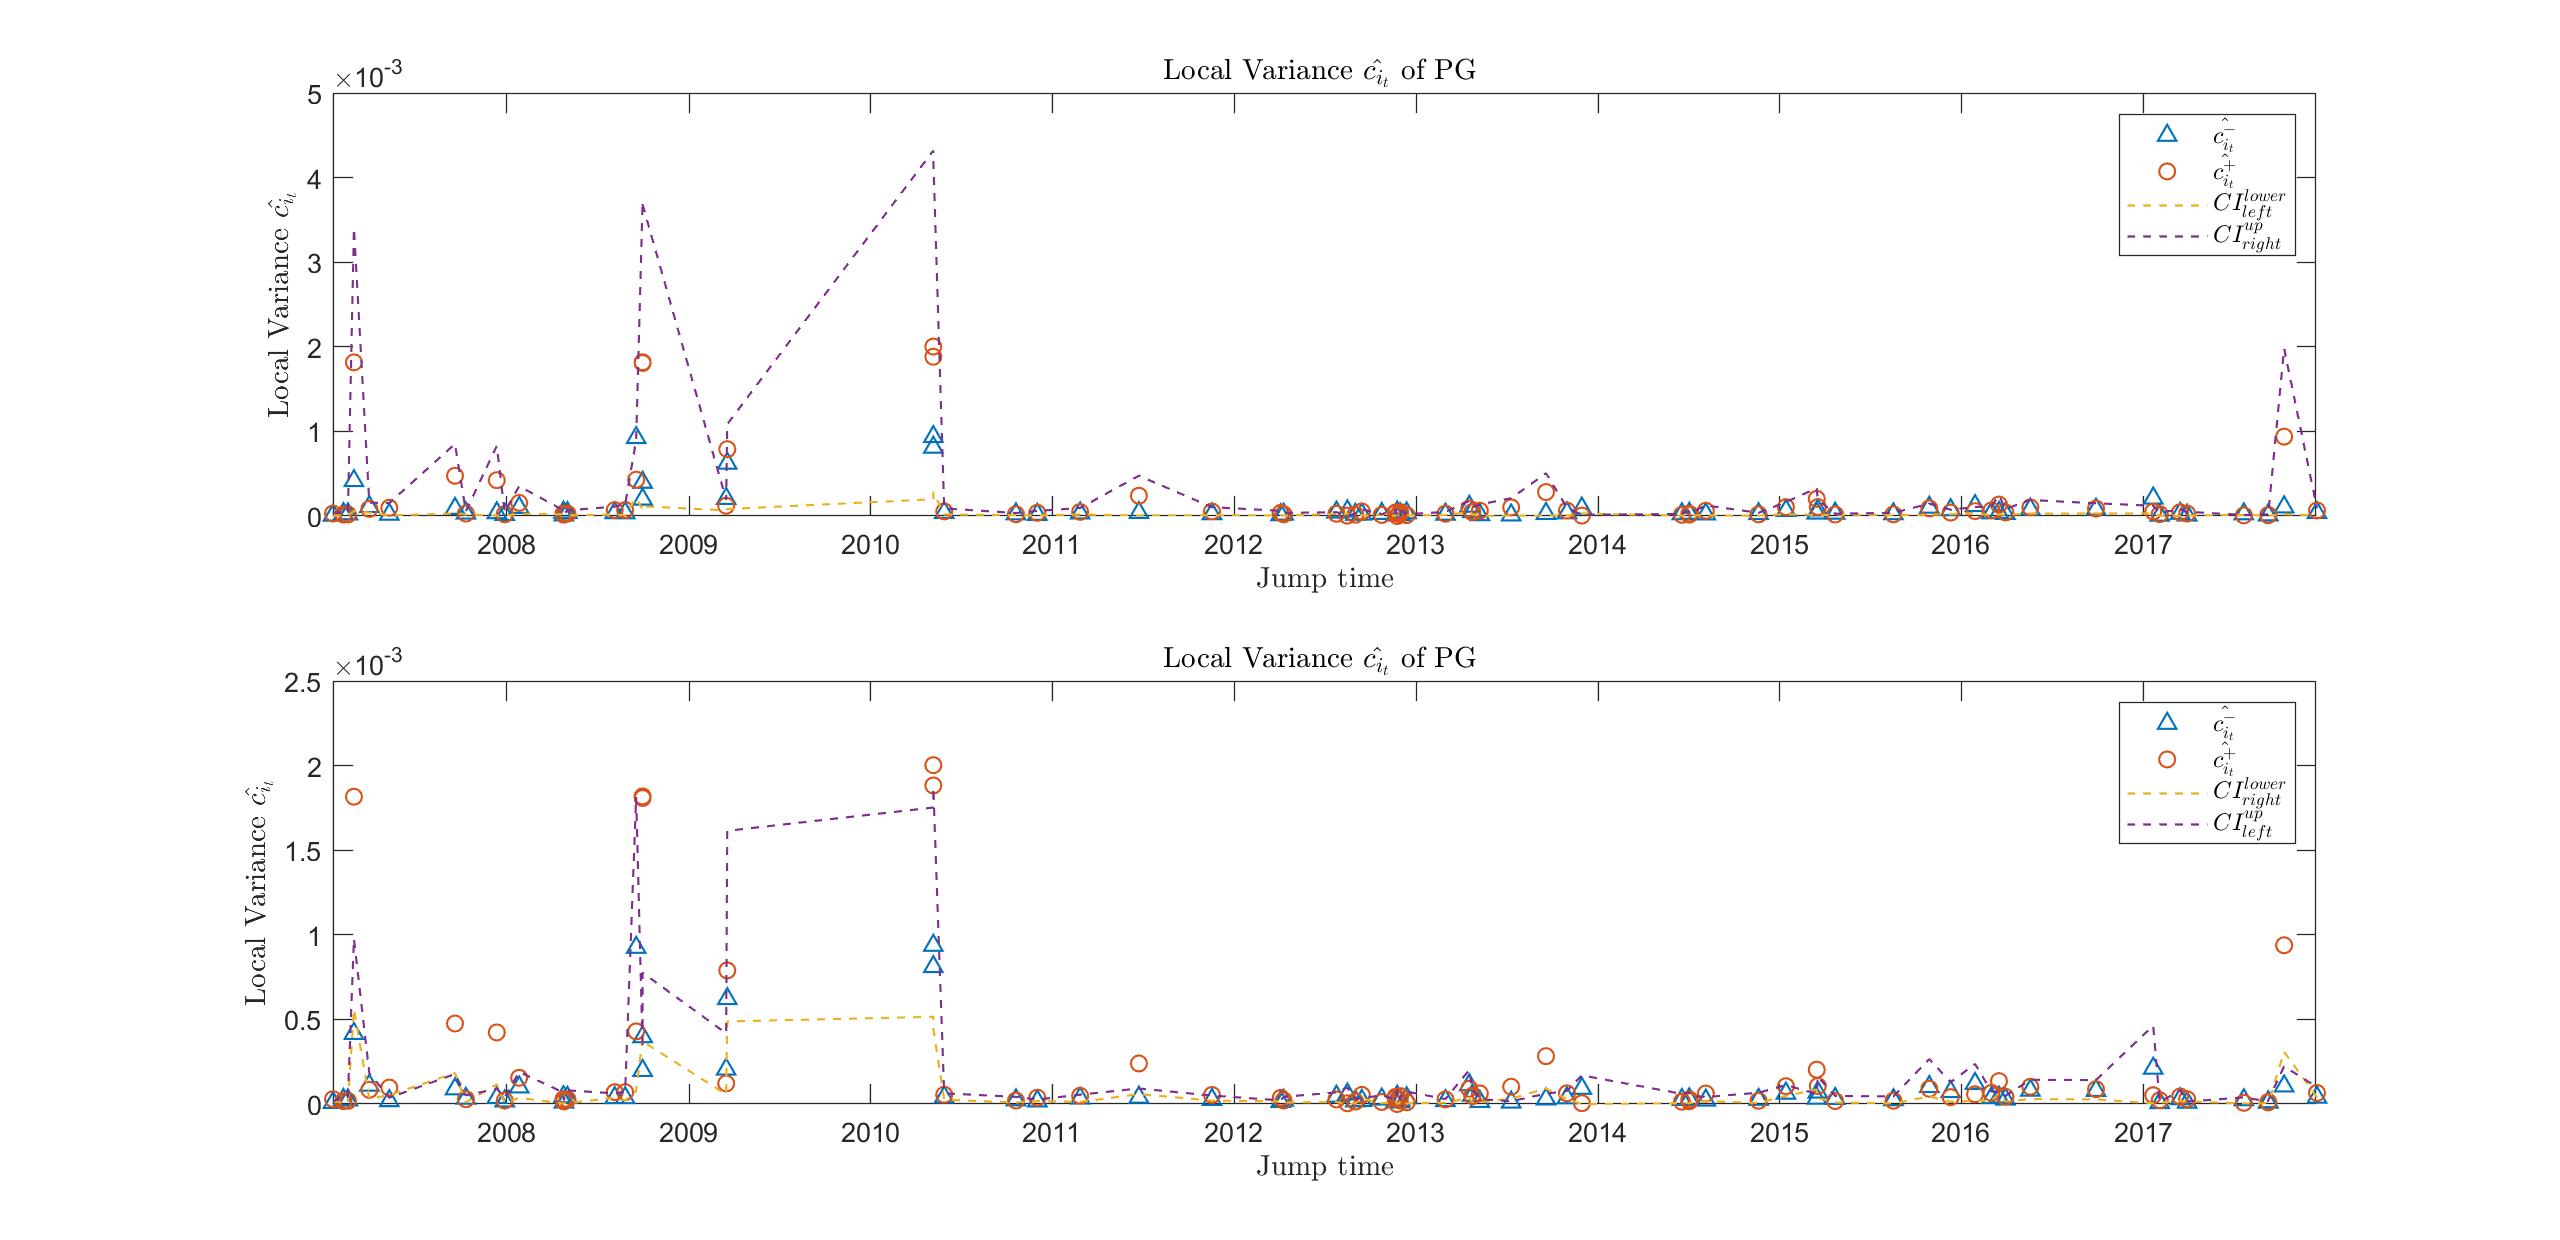 Local Variance ĉ_{i_t} of PG
×10^{-3}
5
4
3
2
1
0
Local Variance ĉ_{i_t}
ĉ^-_{i_t}
ĉ^+_{i_t}
CI^{lower}_{left}
CI^{up}_{right}
2008 2009 2010 2011 2012 2013 2014 2015 2016 2017
Jump time
Local Variance ĉ_{i_t} of PG
×10^{-3}
2.5
2
1.5
1
0.5
0
Local Variance ĉ_{i_t}
ĉ^-_{i_t}
ĉ^+_{i_t}
CI^{lower}_{right}
CI^{up}_{left}
2008 2009 2010 2011 2012 2013 2014 2015 2016 2017
Jump time